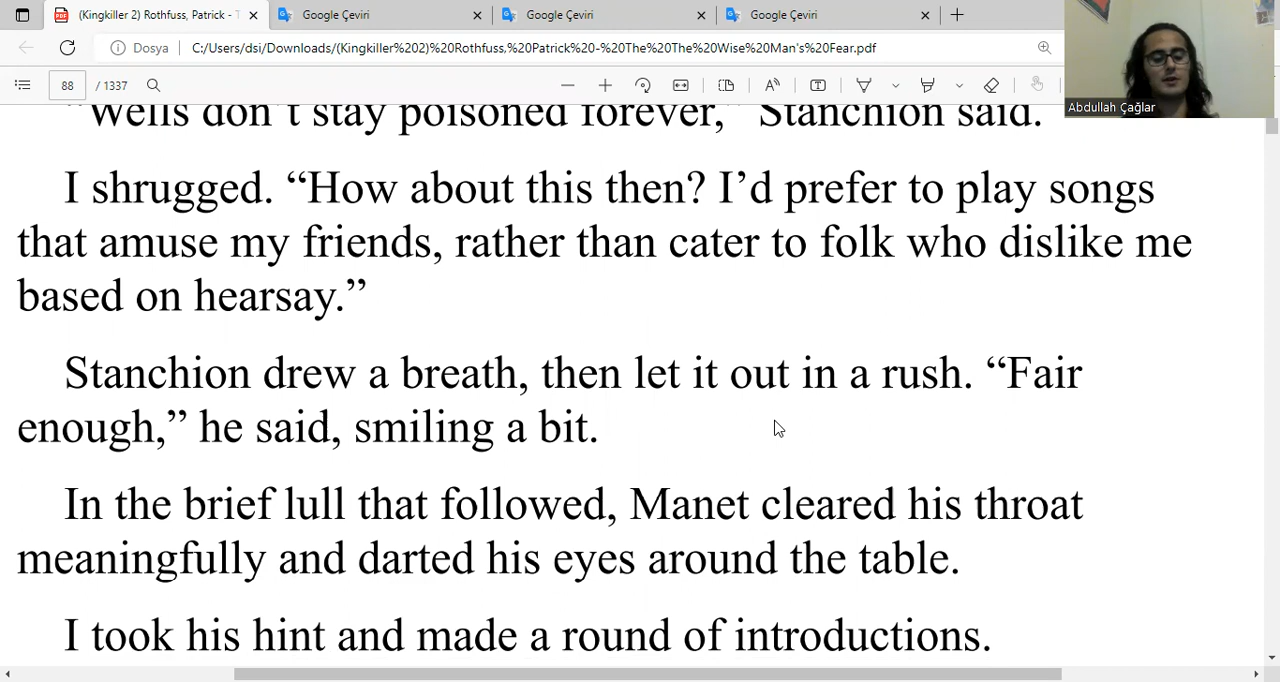 (Kingkiller 2) Rothfuss, Patrick - T
Google Çeviri
Google Çeviri
Google Çeviri
Dosya
C:/Users/dsi/Downloads/(Kingkiller%202)%20Rothfuss,%20Patrick%20-%20The%20The%20Wise%20Man's%20Fear.pdf
88 / 1337
Abdullah Çağlar
“Wells don’t stay poisoned forever,” Stanchion said.
I shrugged. “How about this then? I’d prefer to play songs
that amuse my friends, rather than cater to folk who dislike me
based on hearsay.”
Stanchion drew a breath, then let it out in a rush. “Fair
enough,” he said, smiling a bit.
In the brief lull that followed, Manet cleared his throat
meaningfully and darted his eyes around the table.
I took his hint and made a round of introductions.